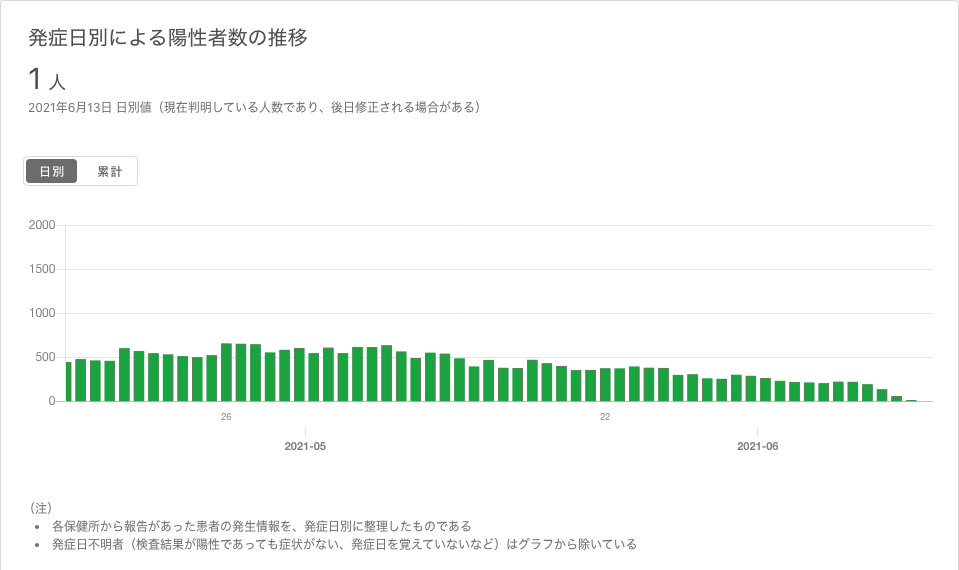 発症日別による陽性者数の推移
1 人
2021年6月13日 日別値（現在判明している人数であり、後日修正される場合がある）
日別 累計
2000
1500
1000
500
0
26 22
2021-05 2021-06
（注）
• 各保健所から報告があった患者の発生情報を、発症日別に整理したものである
• 発症日不明者（検査結果が陽性であっても症状がない、発症日を覚えていないなど）はグラフから除いている